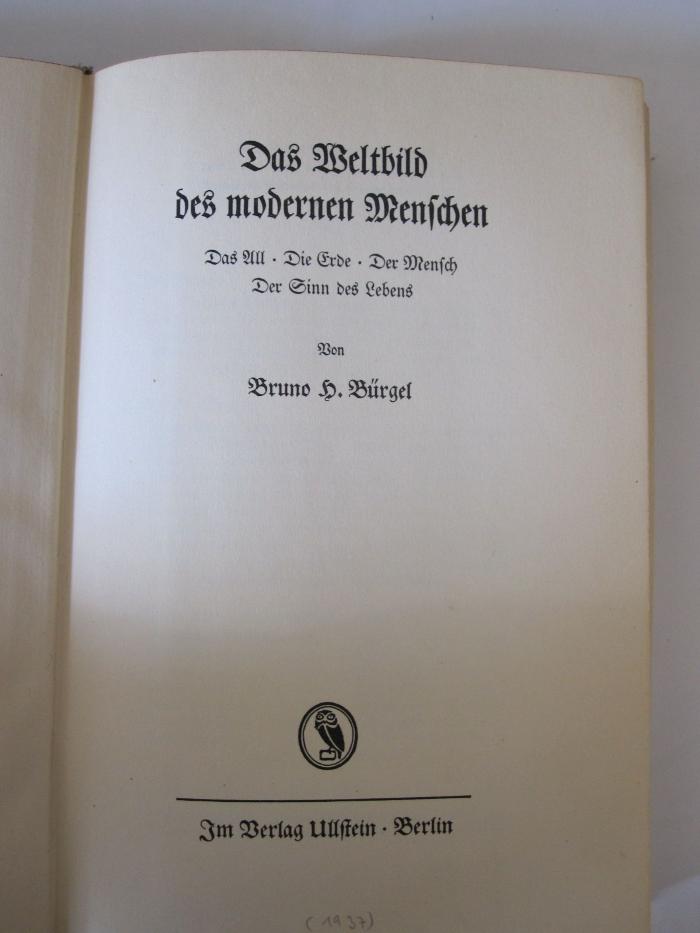 Das Weltbild
des modernen Menschen
Das All · Die Erde · Der Mensch
Der Sinn des Lebens
Von
Bruno H. Bürgel
Im Verlag Ullstein · Berlin
(1937)